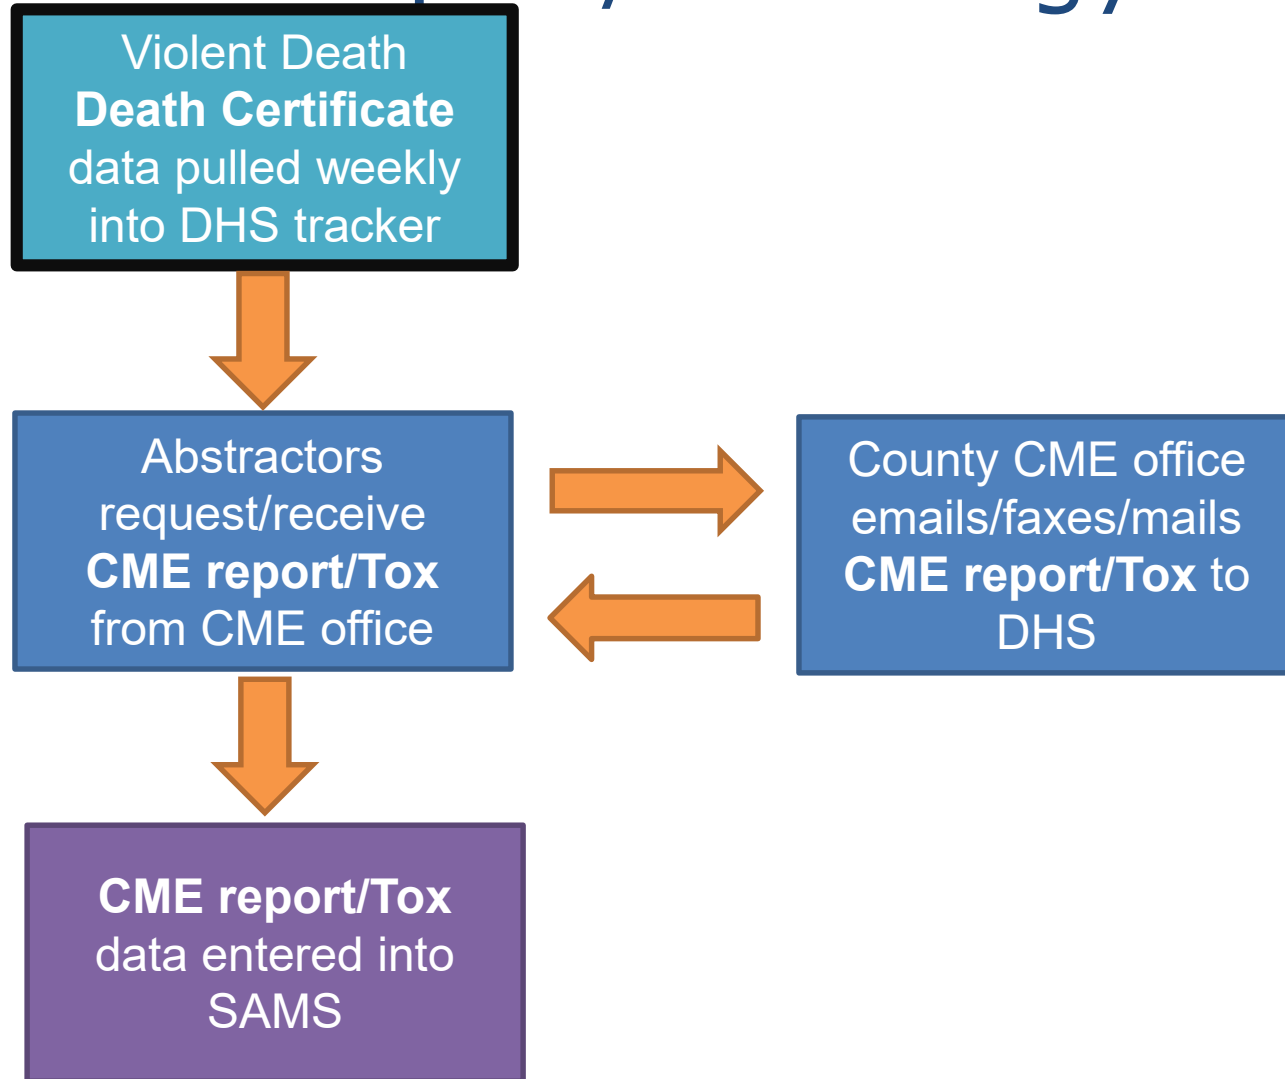 Violent Death
Death Certificate
data pulled weekly
into DHS tracker
Abstractors
request/receive
CME report/Tox
from CME office
County CME office
emails/faxes/mails
CME report/Tox to
DHS
CME report/Tox
data entered into
SAMS